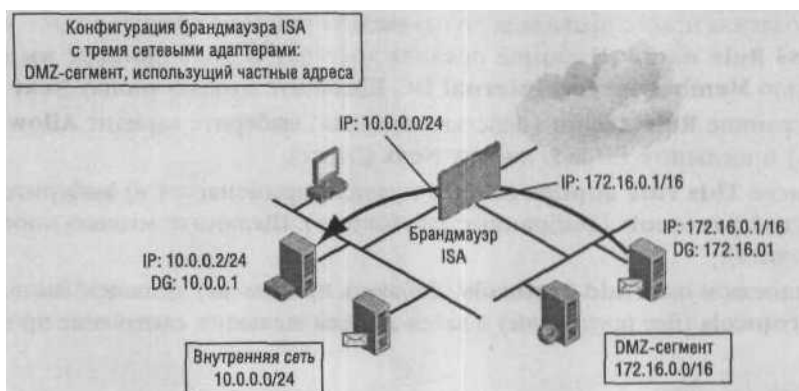 Конфигурация брандмауэра ISA
с тремя сетевыми адаптерами:
DMZ-сегмент, использущий частные адреса
IP: 10.0.0.0/24
IP: 172.16.0.1/16
Брандмауэр
ISA
IP: 172.16.0.1/16
DG: 172.16.01
IP: 10.0.0.2/24
DG: 10.0.0.1
Внутренняя сеть
10.0.0.0/24
DMZ-сегмент
172.16.0.0/16